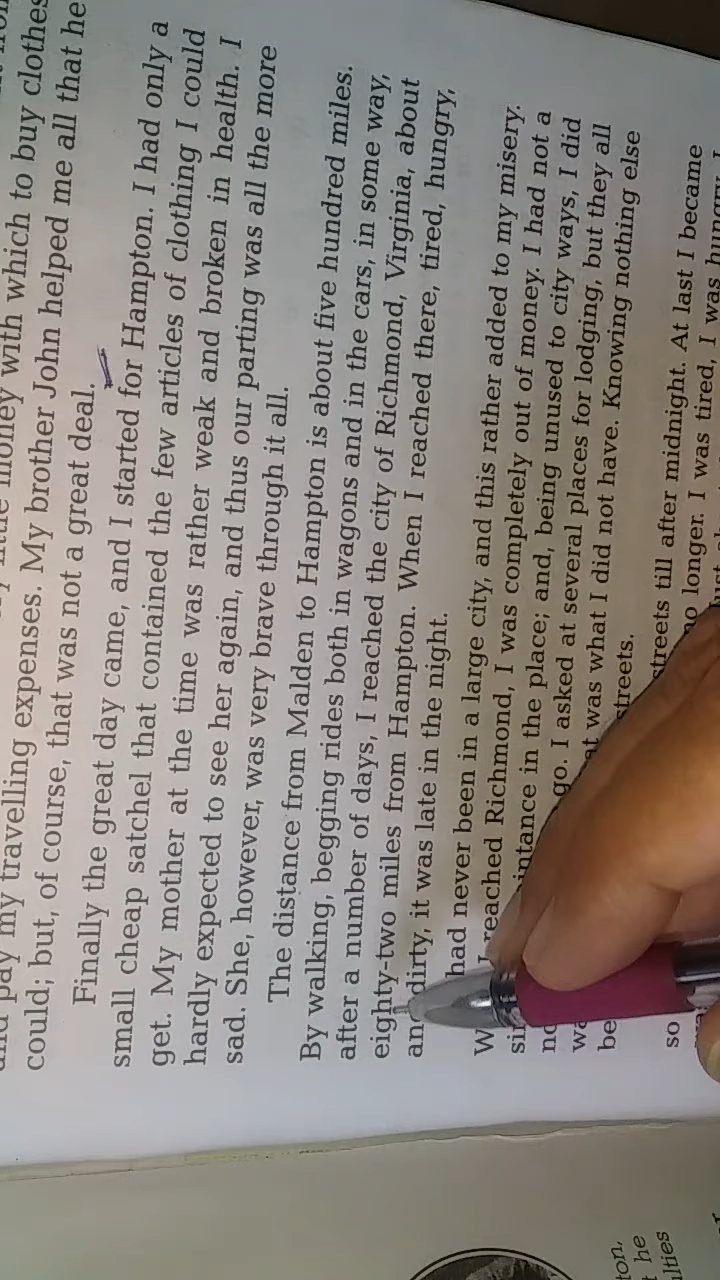 pay my travelling expenses. My brother John helped me all that he
could; but, of course, that was not a great deal.
Finally the great day came, and I started for Hampton. I had only a
small cheap satchel that contained the few articles of clothing I could
get. My mother at the time was rather weak and broken in health. I
hardly expected to see her again, and thus our parting was all the more
sad. She, however, was very brave through it all.
The distance from Malden to Hampton is about five hundred miles.
By walking, begging rides both in wagons and in the cars, in some way,
after a number of days, I reached the city of Richmond, Virginia, about
eighty-two miles from Hampton. When I reached there, tired, hungry,
and dirty, it was late in the night.
had never been in a large city, and this rather added to my misery.
reached Richmond, I was completely out of money. I had not a
in the place; and, being unused to city ways, I did
go. I asked at several places for lodging, but they all
was what I did not have. Knowing nothing else
streets.
so streets till after midnight. At last I became
no longer. I was tired, I was hungry, I
he